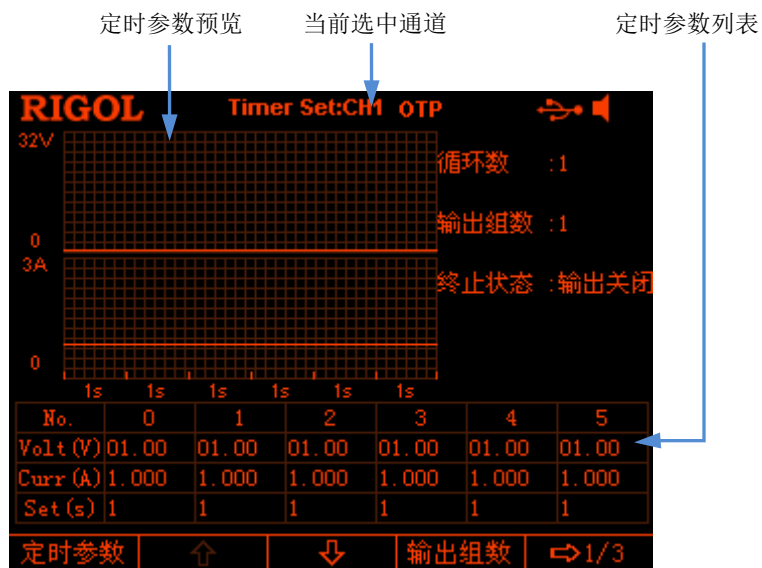 定时参数预览 当前选中通道 定时参数列表
RIGOL Timer Set:CH1 OTP
32V
循环数 :1
输出组数 :1
0
3A
终止状态 :输出关闭
0
1s 1s 1s 1s 1s 1s
No. 0 1 2 3 4 5
Volt(V) 01.00 01.00 01.00 01.00 01.00 01.00
Curr(A) 1.000 1.000 1.000 1.000 1.000 1.000
Set(s) 1 1 1 1 1 1
定时参数 ⇧ ⇩ 输出组数 ⇨1/3